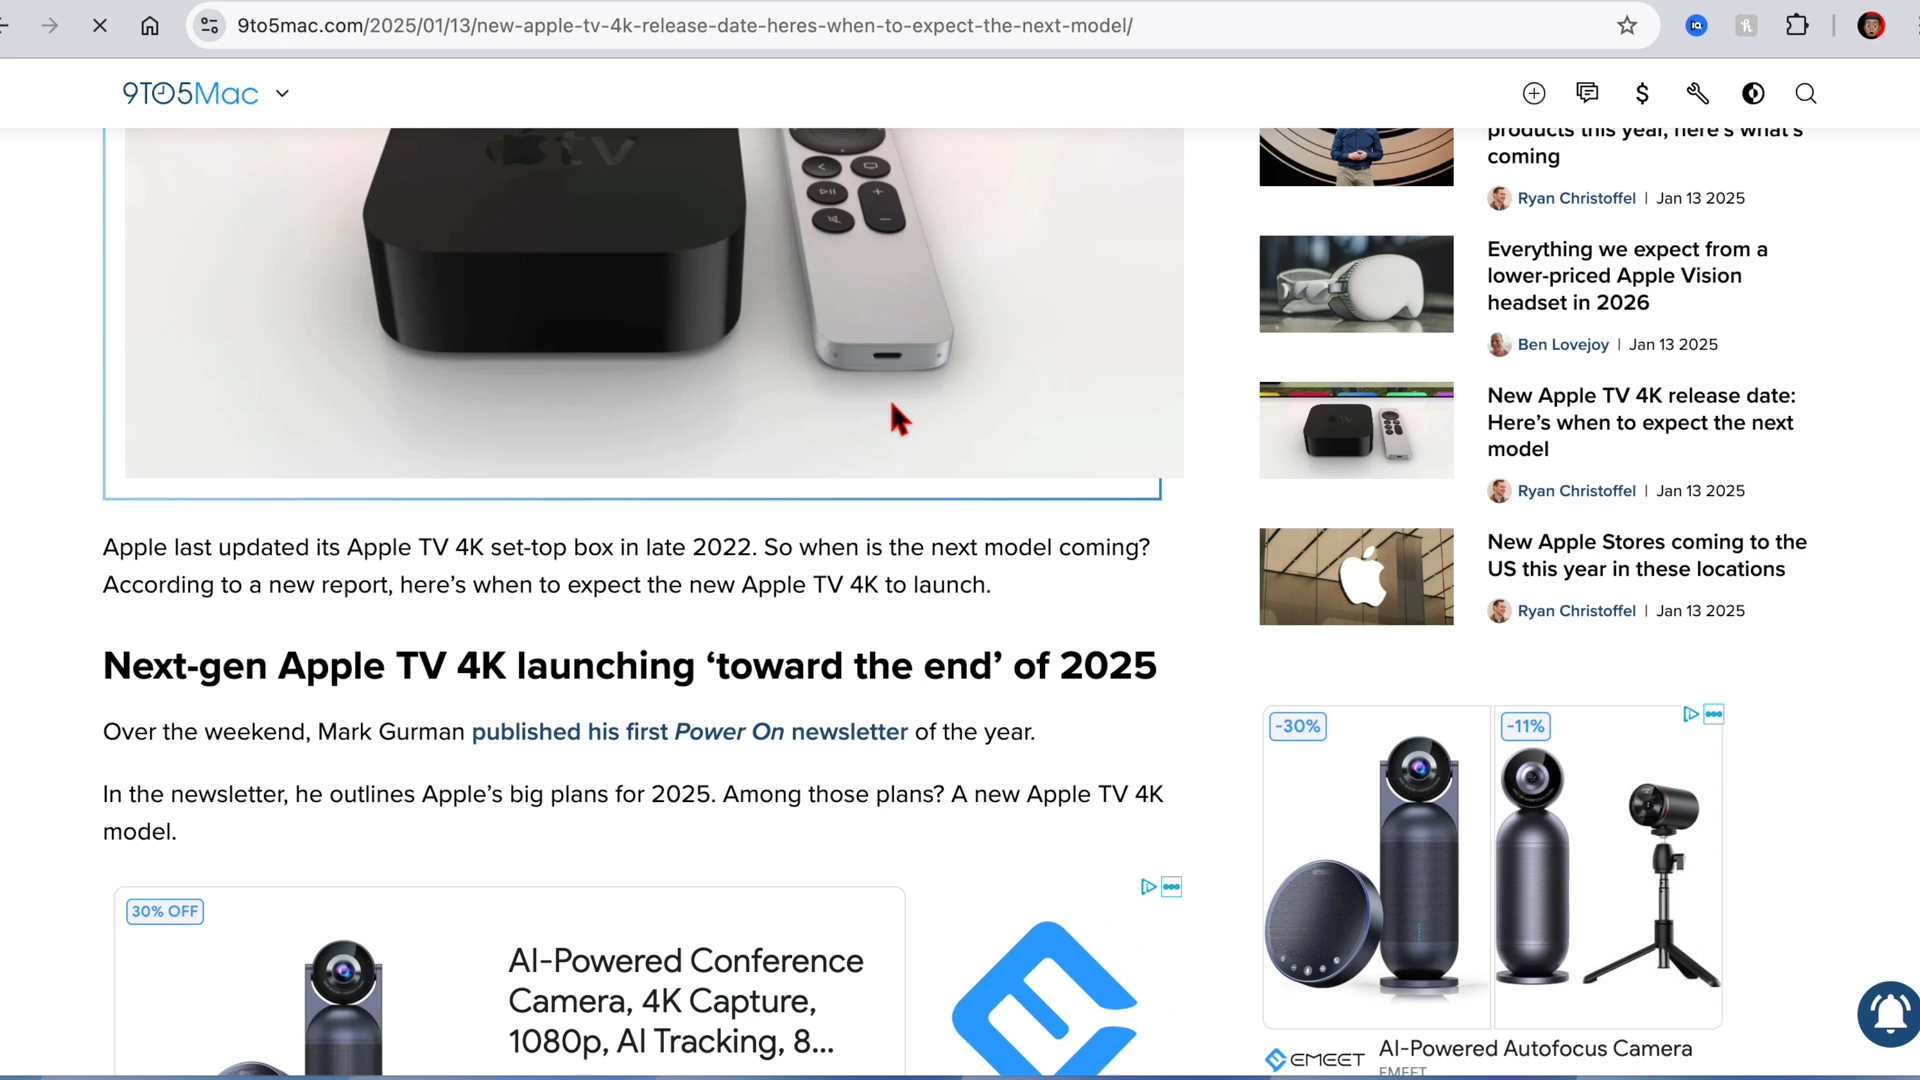 9to5mac.com/2025/01/13/new-apple-tv-4k-release-date-heres-when-to-expect-the-next-model/
9TO5Mac
tv
products this year, here's what's
coming
Ryan Christoffel | Jan 13 2025
Everything we expect from a
lower-priced Apple Vision
headset in 2026
Ben Lovejoy | Jan 13 2025
New Apple TV 4K release date:
Here's when to expect the next
model
Ryan Christoffel | Jan 13 2025
New Apple Stores coming to the
US this year in these locations
Ryan Christoffel | Jan 13 2025
Apple last updated its Apple TV 4K set-top box in late 2022. So when is the next model coming?
According to a new report, here's when to expect the new Apple TV 4K to launch.
Next-gen Apple TV 4K launching ‘toward the end’ of 2025
Over the weekend, Mark Gurman published his first Power On newsletter of the year.
In the newsletter, he outlines Apple's big plans for 2025. Among those plans? A new Apple TV 4K
model.
30% OFF
AI-Powered Conference
Camera, 4K Capture,
1080p, AI Tracking, 8...
-30%
-11%
EMEET
AI-Powered Autofocus Camera
EMEET